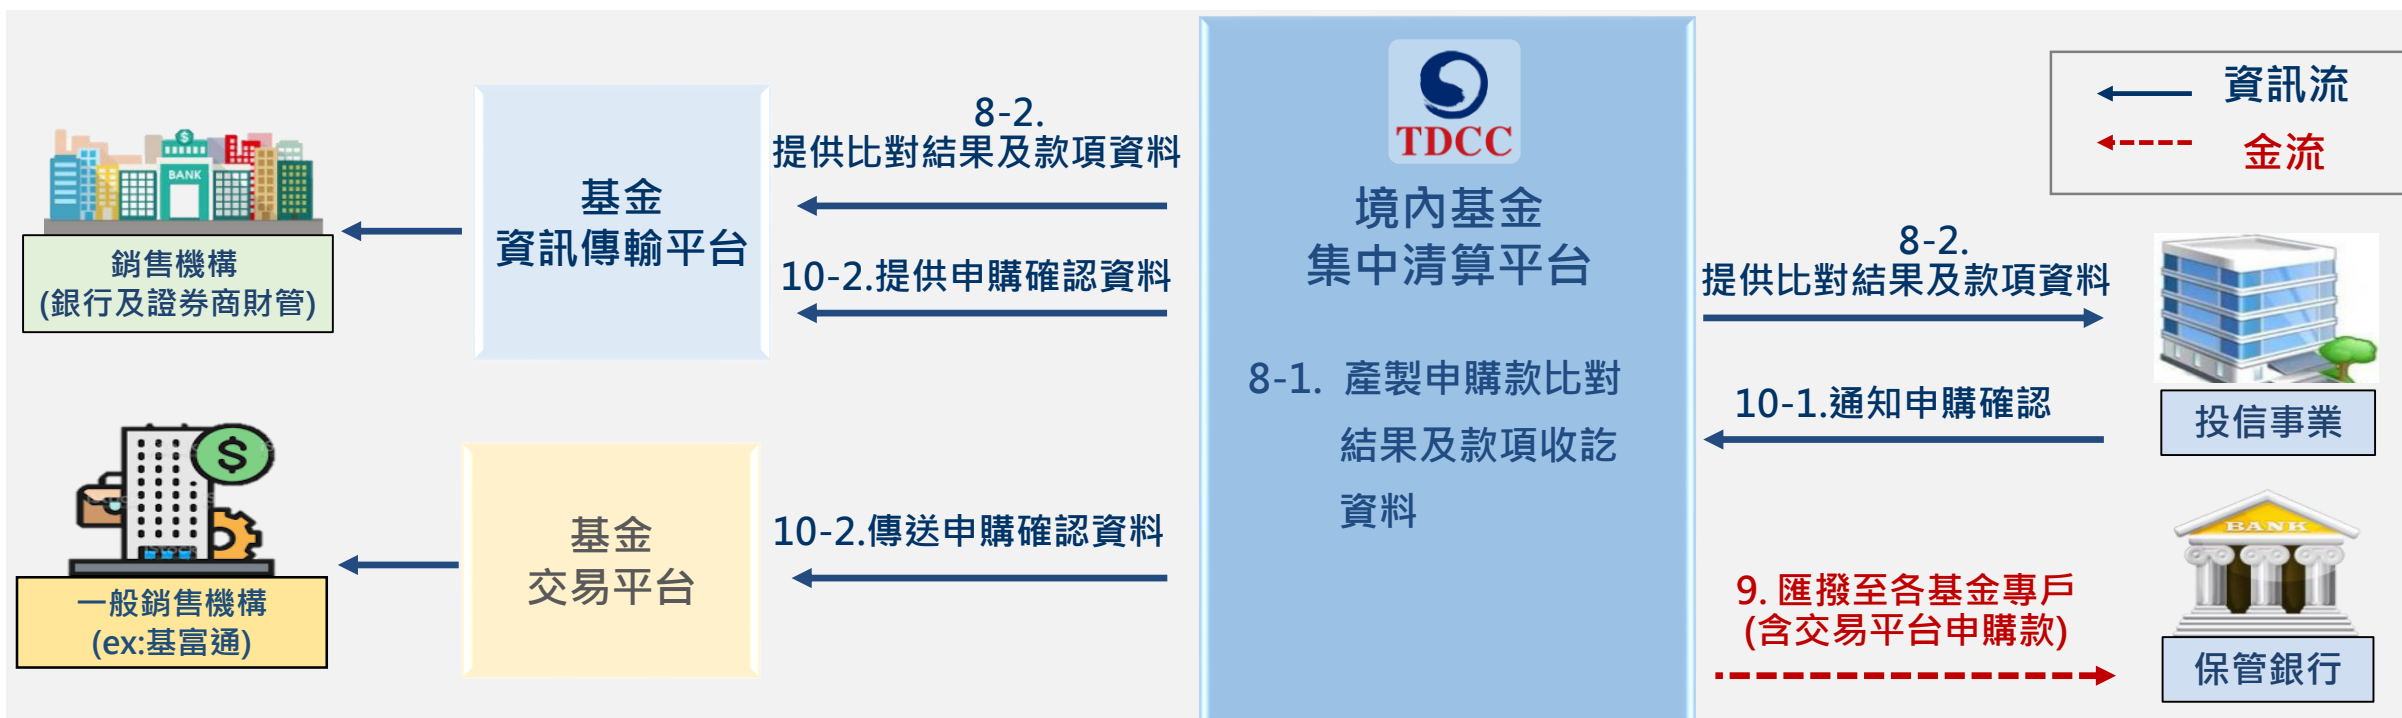 BANK
銷售機構
(銀行及證券商財管)
一般銷售機構
(ex:基富通)
基金
資訊傳輸平台
基金
交易平台
8-2.
提供比對結果及款項資料
10-2.提供申購確認資料
10-2.傳送申購確認資料
TDCC
境內基金
集中清算平台
8-1. 產製申購款比對
結果及款項收訖
資料
8-2.
提供比對結果及款項資料
10-1.通知申購確認
9. 匯撥至各基金專戶
(含交易平台申購款)
資訊流
金流
投信事業
BANK
保管銀行